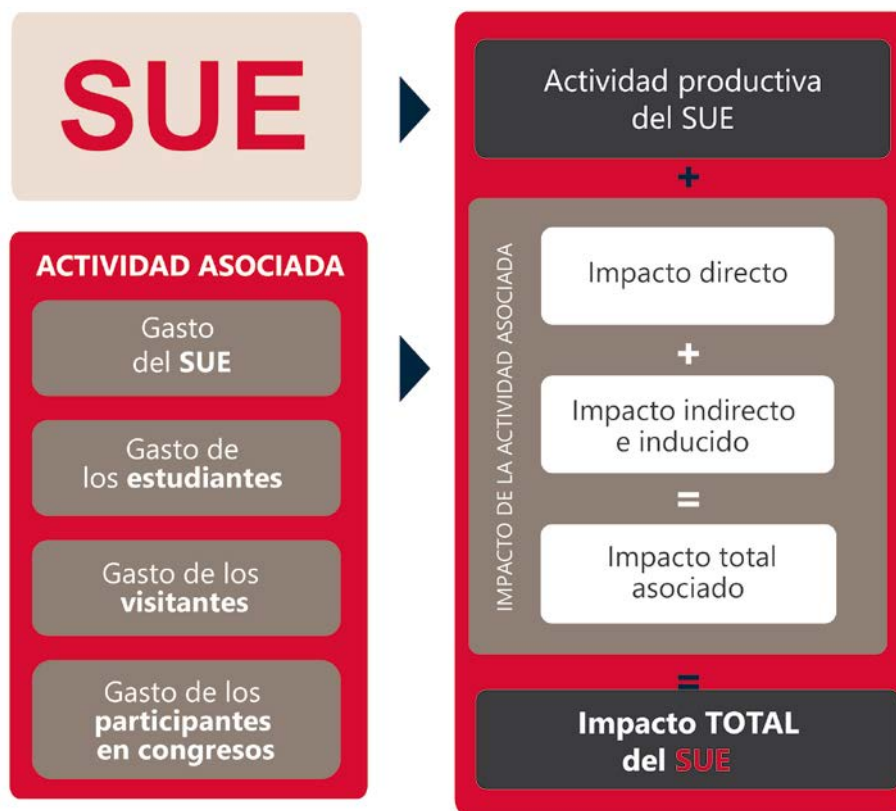 SUE
ACTIVIDAD ASOCIADA
Gasto
del SUE
Gasto de
los estudiantes
Gasto de los
visitantes
Gasto de los
participantes
en congresos
Actividad productiva
del SUE
+
IMPACTO DE LA ACTIVIDAD ASOCIADA
Impacto directo
+
Impacto indirecto
e inducido
=
Impacto total
asociado
=
Impacto TOTAL
del SUE